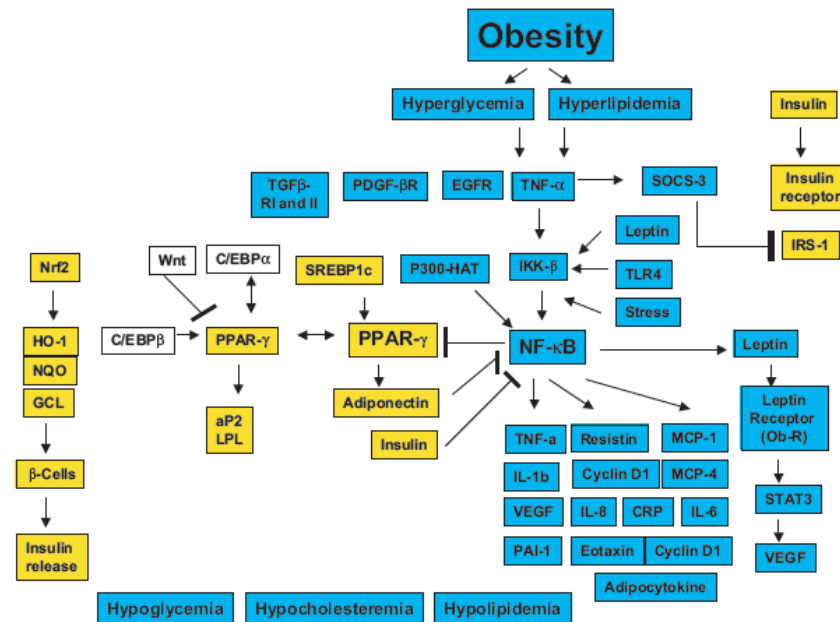 Obesity
Hyperglycemia
Hyperlipidemia
Insulin
TGFβ-
RI and II
PDGF-βR
EGFR
TNF-α
SOCS-3
Insulin
receptor
Leptin
IRS-1
Nrf2
Wnt
C/EBPα
SREBP1c
P300-HAT
IKK-β
TLR4
Stress
HO-1
C/EBPβ
PPAR-γ
PPAR-γ
NF-κB
Leptin
NQO
GCL
Adiponectin
aP2
LPL
Insulin
Leptin
Receptor
(Ob-R)
TNF-a
Resistin
MCP-1
β-Cells
IL-1b
Cyclin D1
MCP-4
STAT3
VEGF
IL-8
CRP
IL-6
Insulin
release
PAI-1
Eotaxin
Cyclin D1
VEGF
Adipocytokine
Hypoglycemia
Hypocholesteremia
Hypolipidemia